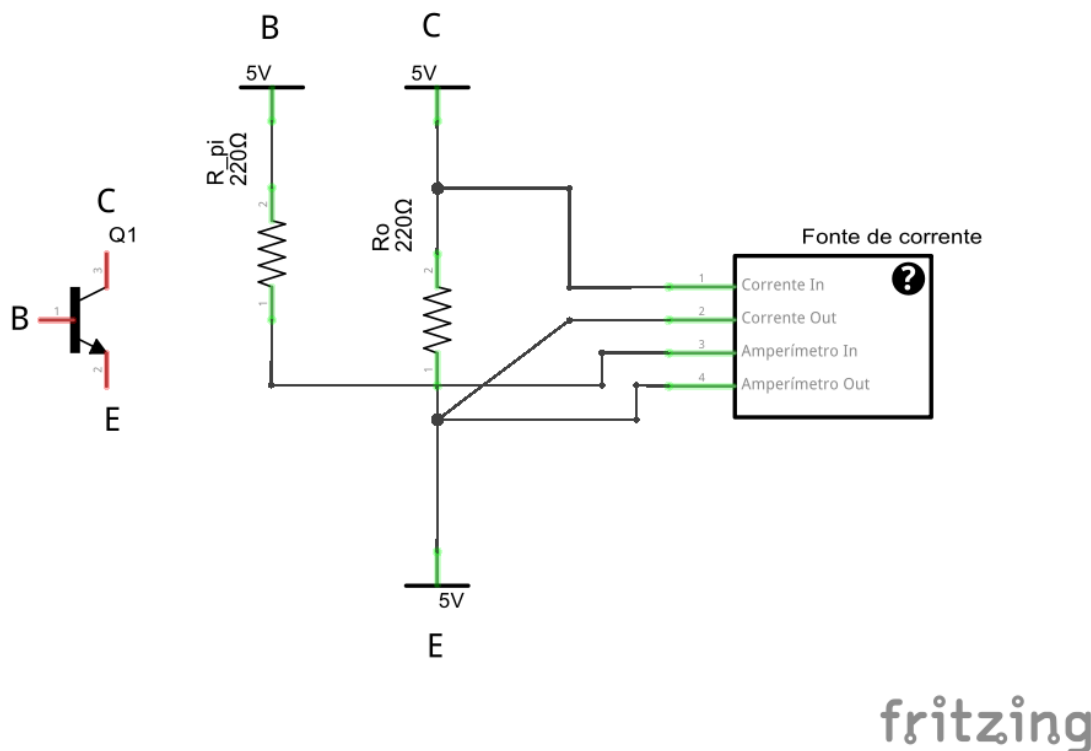 B
C
5V
5V
R_pi
220Ω
2
1
C
Q1
3
B
1
2
E
Ro
220Ω
2
1
Fonte de corrente
?
1
Corrente In
2
Corrente Out
3
Amperímetro In
4
Amperímetro Out
5V
E
fritzing